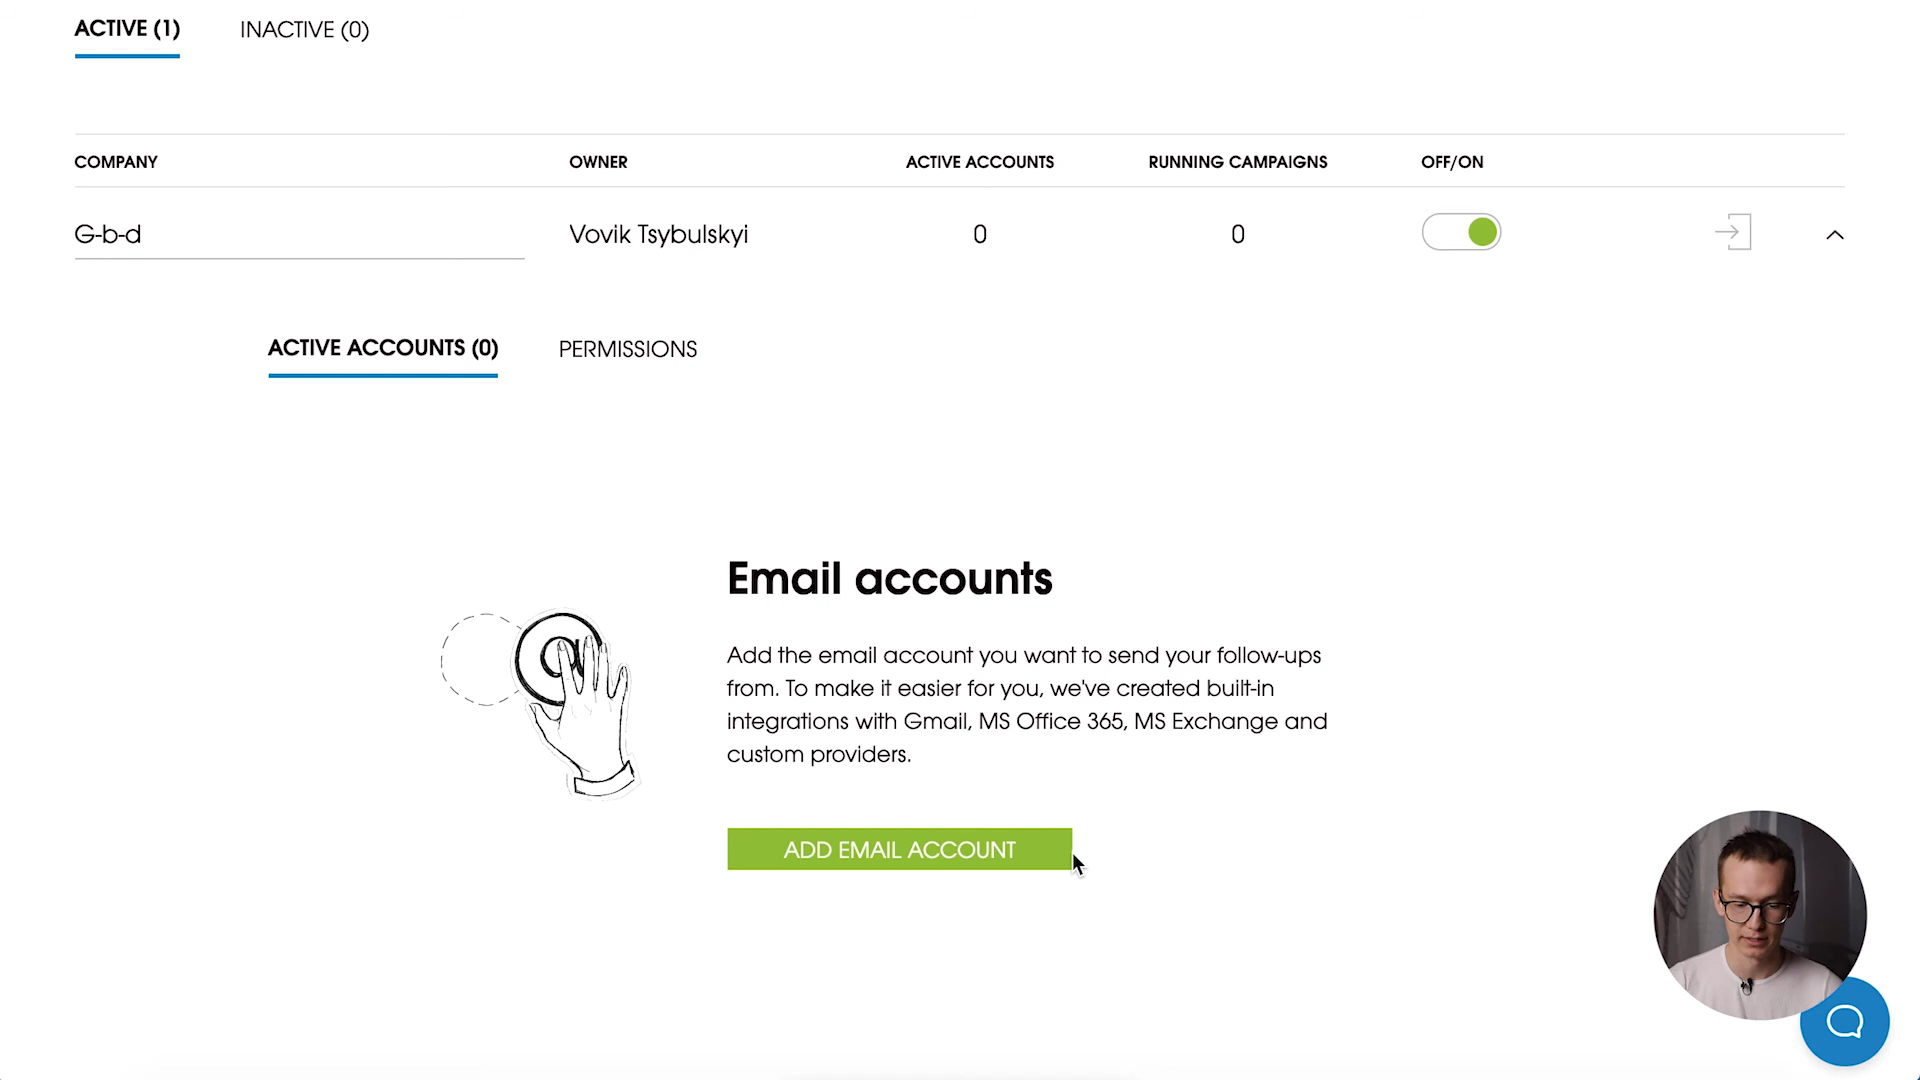 ACTIVE (1) INACTIVE (0)
COMPANY OWNER ACTIVE ACCOUNTS RUNNING CAMPAIGNS OFF/ON
G-b-d Vovik Tsybulskyi 0 0
ACTIVE ACCOUNTS (0) PERMISSIONS
Email accounts
Add the email account you want to send your follow-ups
from. To make it easier for you, we've created built-in
integrations with Gmail, MS Office 365, MS Exchange and
custom providers.
ADD EMAIL ACCOUNT